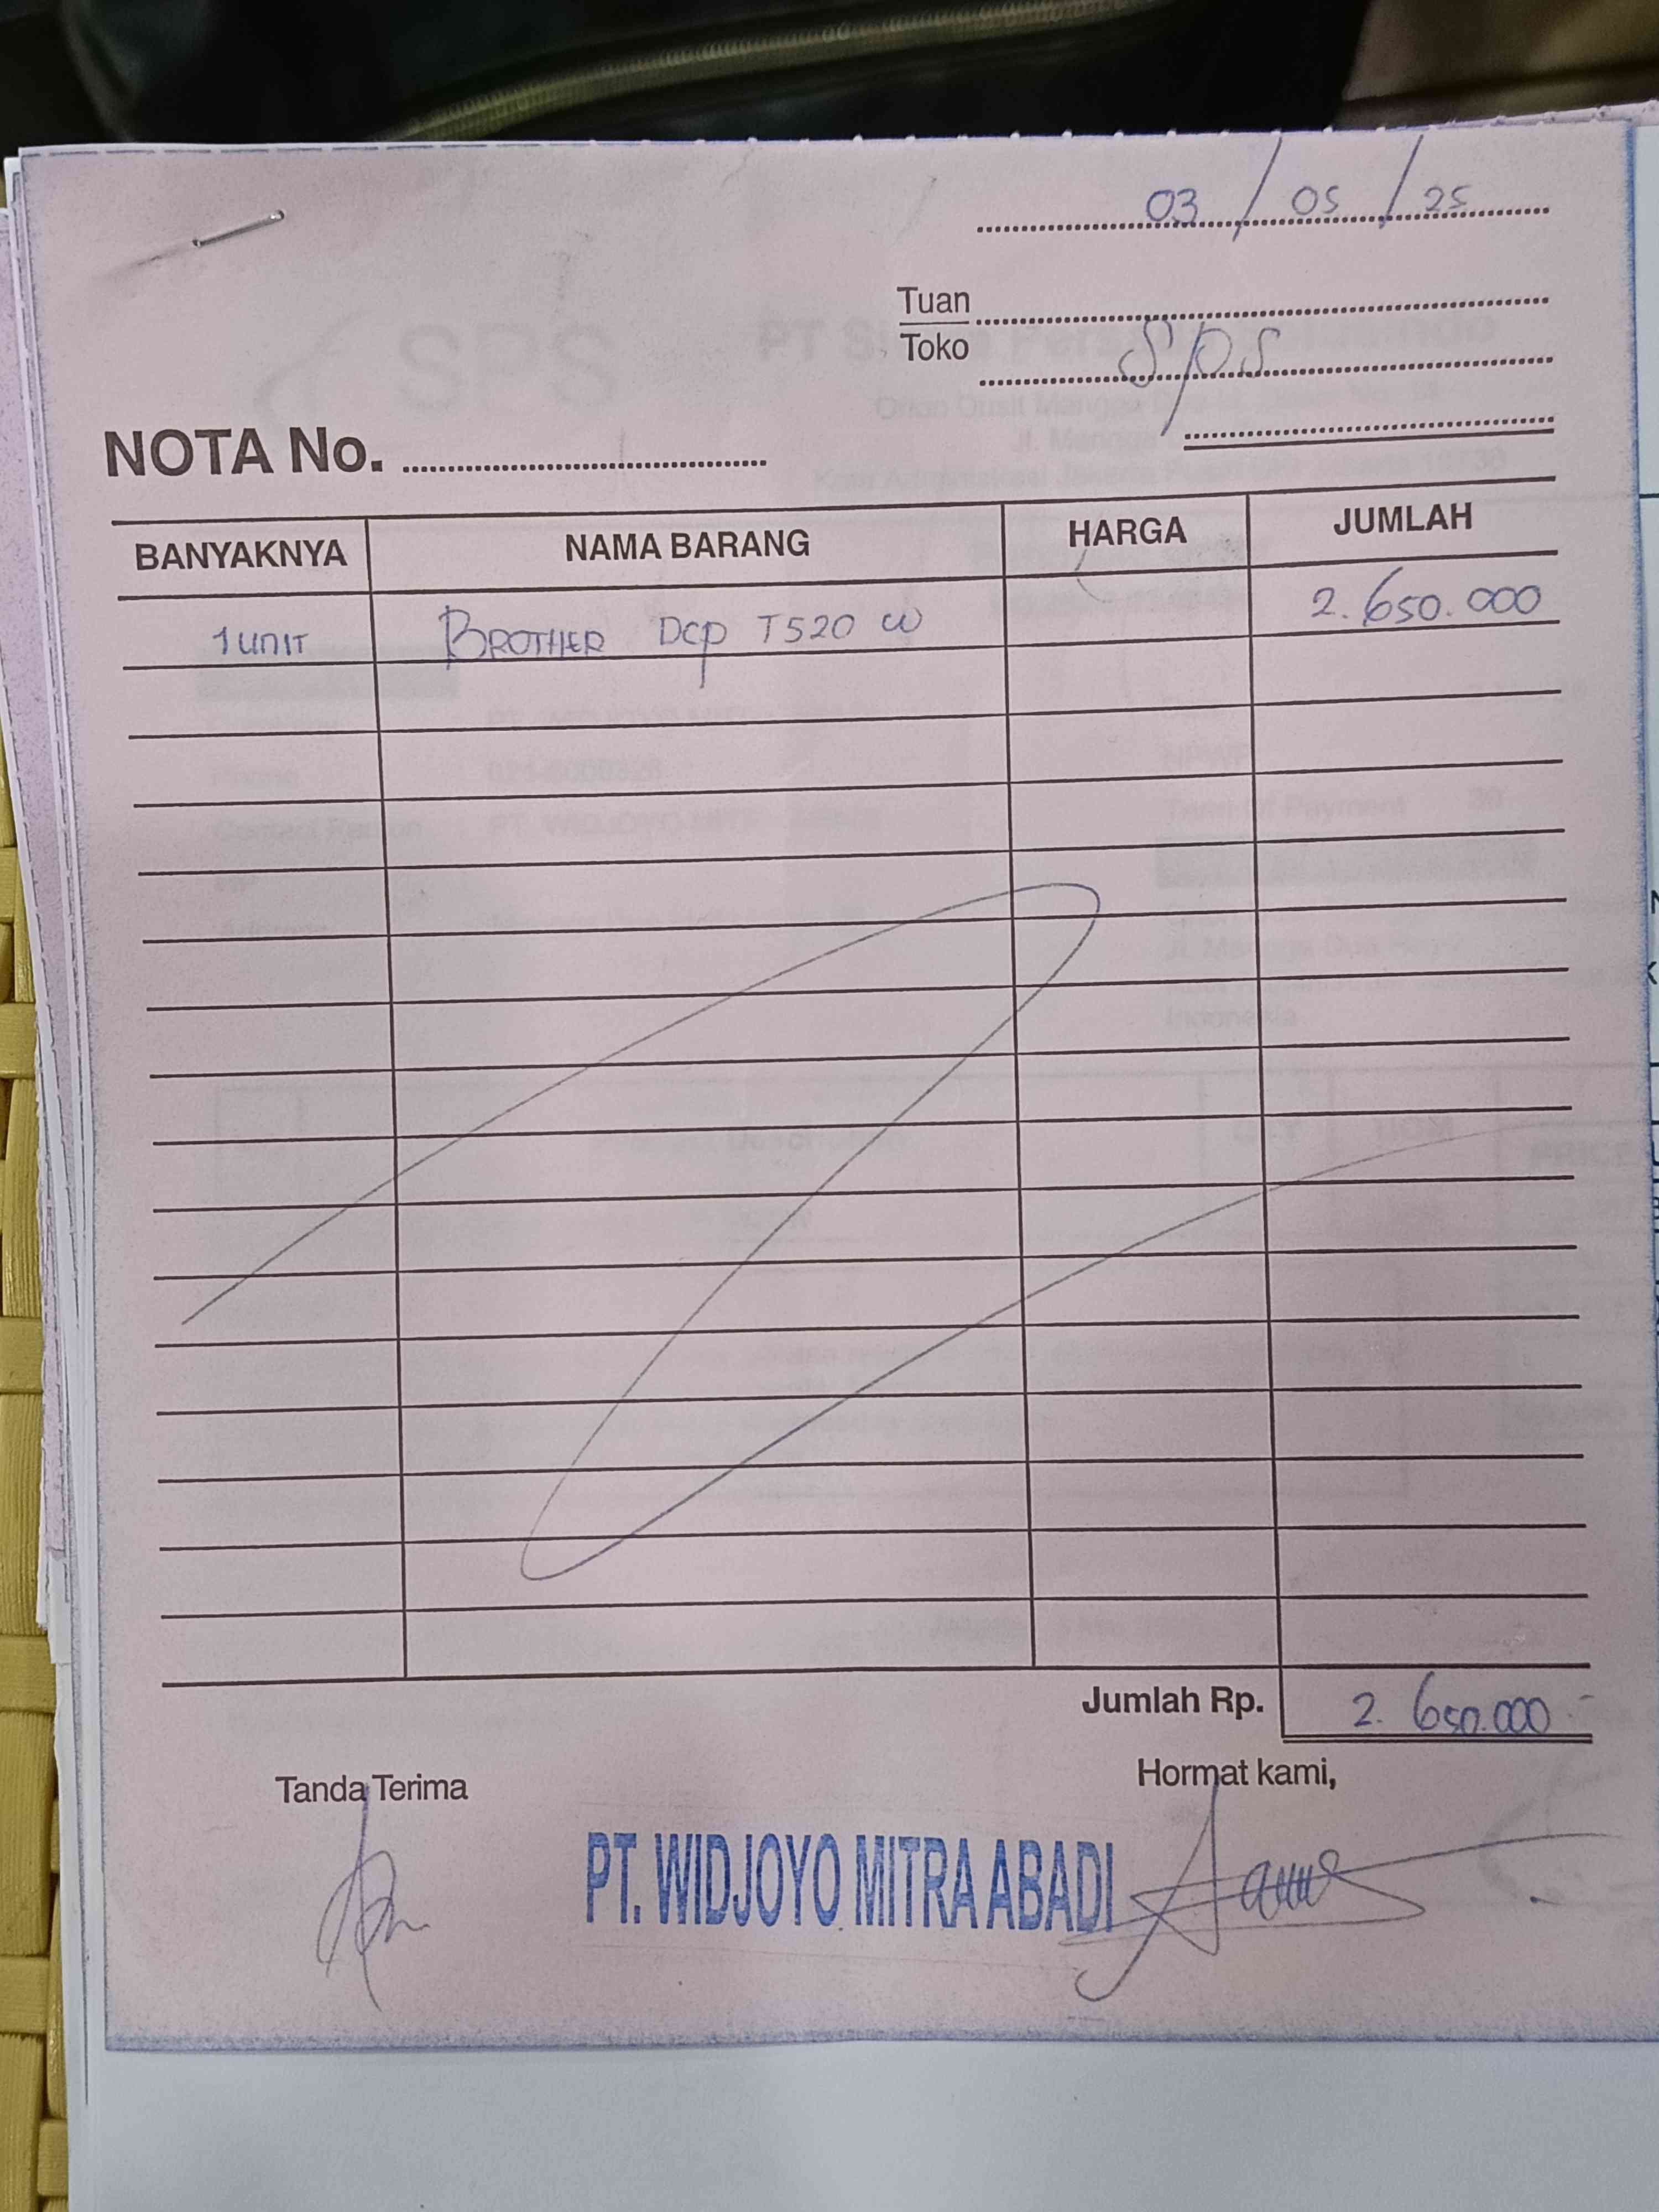 03 / 05 / 25
Tuan
Toko
SPS
NOTA No.
BANYAKNYA NAMA BARANG HARGA JUMLAH
1 UNIT BROTHER DCP T520 W 2.650.000
Jumlah Rp. 2.650.000 -
Tanda Terima Hormat kami,
PT. WIDJOYO MITRA ABADI